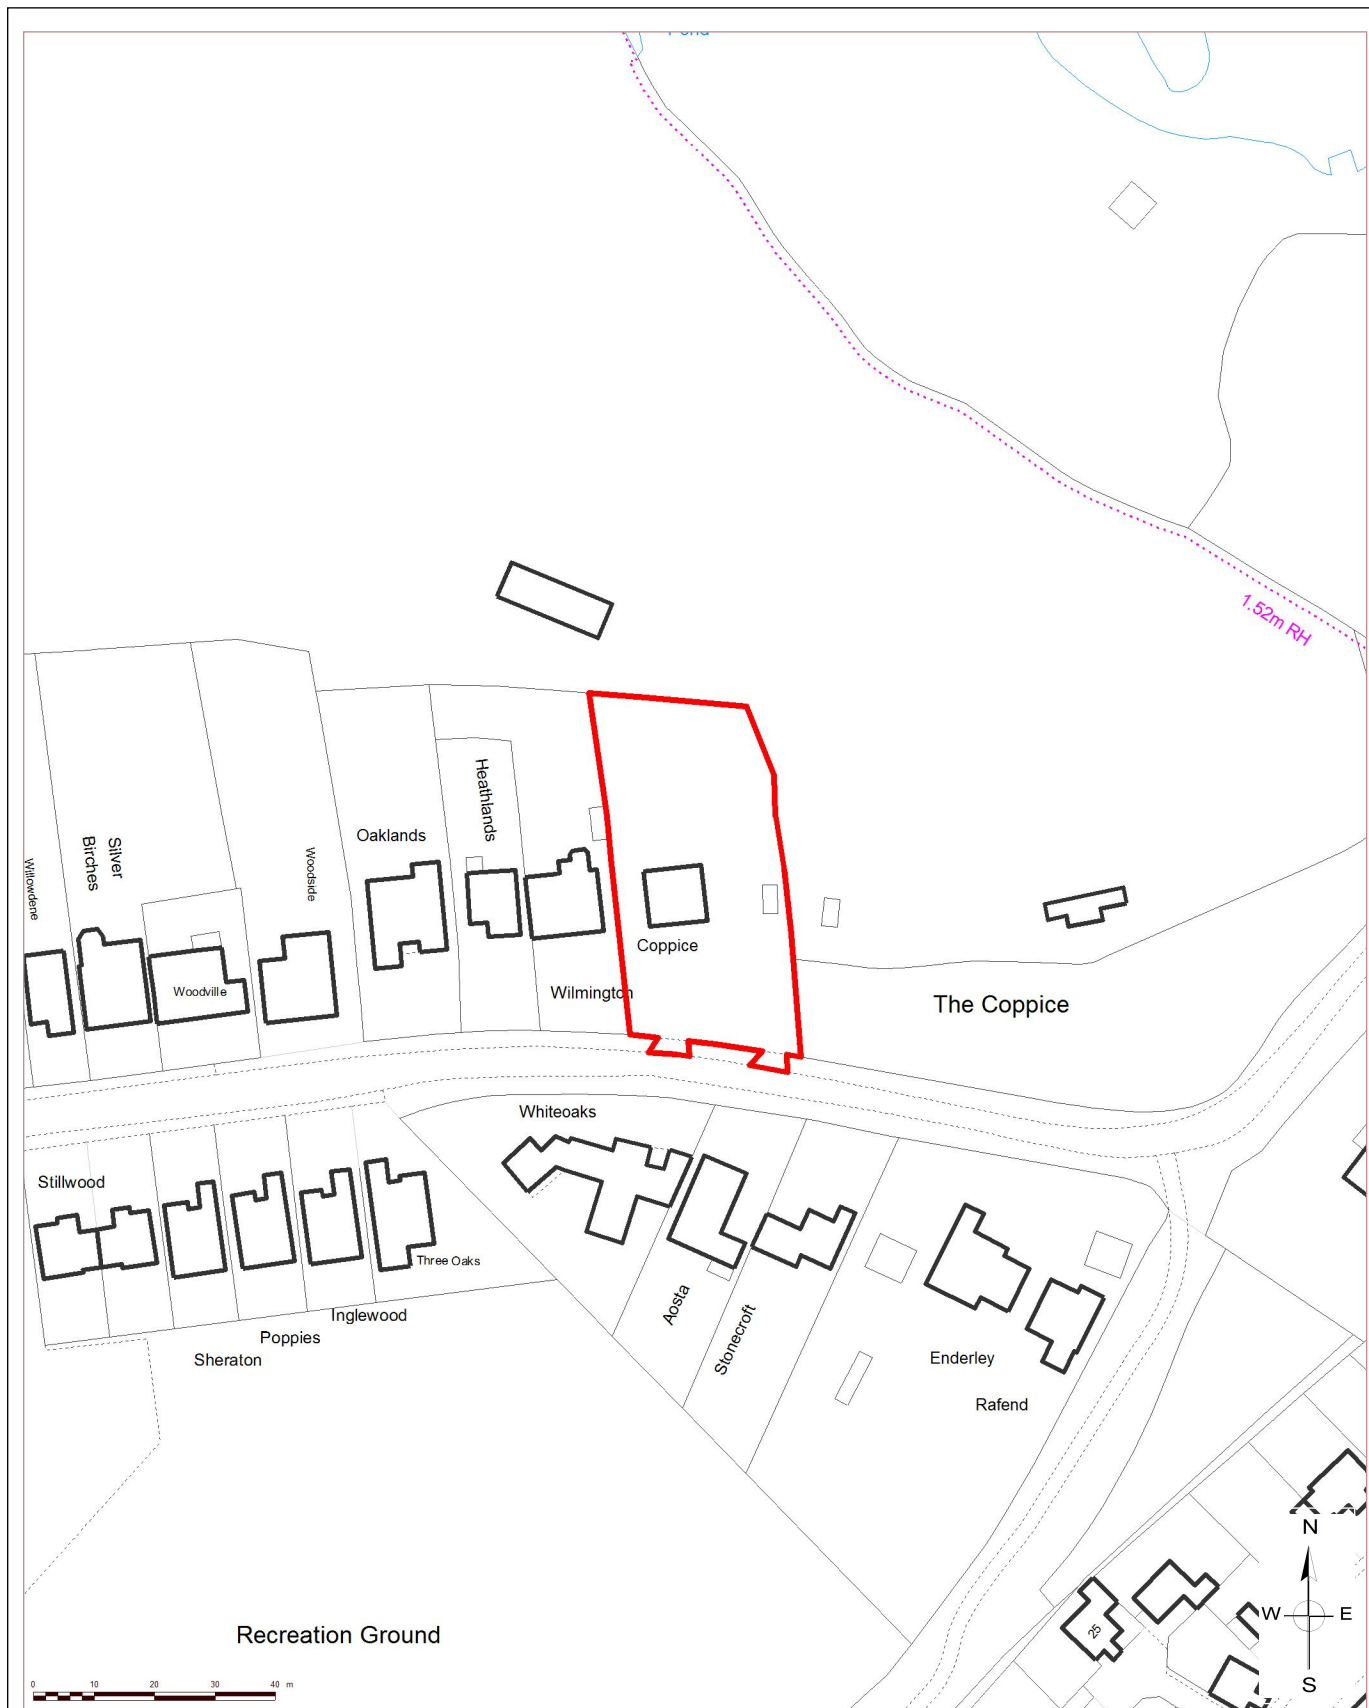 Pond
1.52m RH
Heathlands
Oaklands
Silver
Birches
Willowdene
Woodside
Woodville
Coppice
Wilmington
The Coppice
Whiteoaks
Stillwood
Three Oaks
Inglewood
Poppies
Sheraton
Aosta
Stonecroft
Enderley
Rafend
25
Recreation Ground
N
W E
S
0 10 20 30 40 m